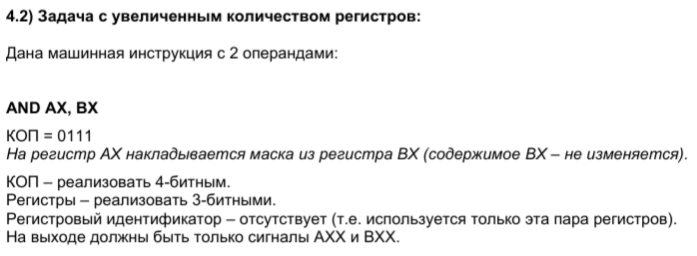 4.2) Задача с увеличенным количеством регистров:
Дана машинная инструкция с 2 операндами:
AND AX, BX
КОП = 0111
На регистр AX накладывается маска из регистра BX (содержимое BX – не изменяется).
КОП – реализовать 4-битным.
Регистры – реализовать 3-битными.
Регистровый идентификатор – отсутствует (т.е. используется только эта пара регистров).
На выходе должны быть только сигналы AXX и BXX.